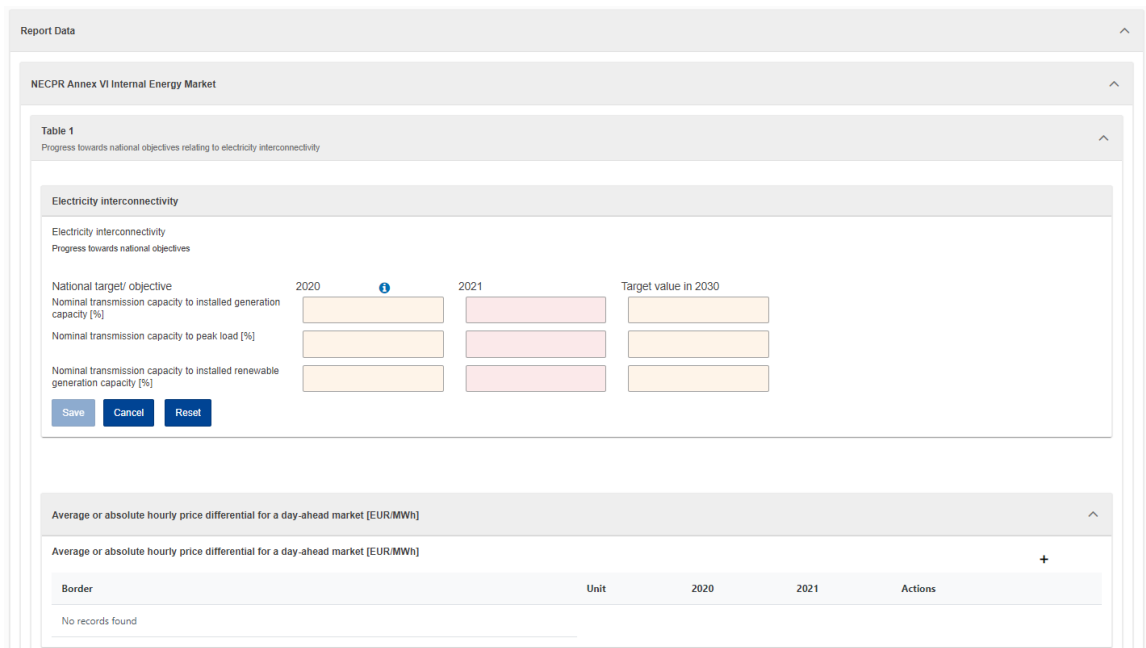 Report Data
NECPR Annex VI Internal Energy Market
Table 1
Progress towards national objectives relating to electricity interconnectivity
Electricity interconnectivity
Electricity interconnectivity
Progress towards national objectives
National target/ objective 2020 2021 Target value in 2030
Nominal transmission capacity to installed generation
capacity [%]
Nominal transmission capacity to peak load [%]
Nominal transmission capacity to installed renewable
generation capacity [%]
Save Cancel Reset
Average or absolute hourly price differential for a day-ahead market [EUR/MWh]
Average or absolute hourly price differential for a day-ahead market [EUR/MWh]
+
Border Unit 2020 2021 Actions
No records found